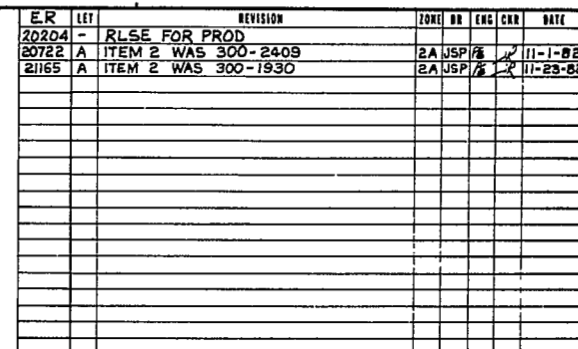 E.R LET REVISION ZONE DR ENG CKR DATE
20204 - RLSE FOR PROD
20722 A ITEM 2 WAS 300-2409 2A JSP 11-1-82
21165 A ITEM 2 WAS 300-1930 2A JSP 11-23-8